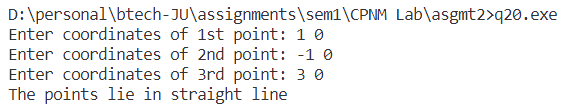 D:\personal\btech-JU\assignments\sem1\CPNM Lab\asgmt2>q20.exe
Enter coordinates of 1st point: 1 0
Enter coordinates of 2nd point: -1 0
Enter coordinates of 3rd point: 3 0
The points lie in straight line